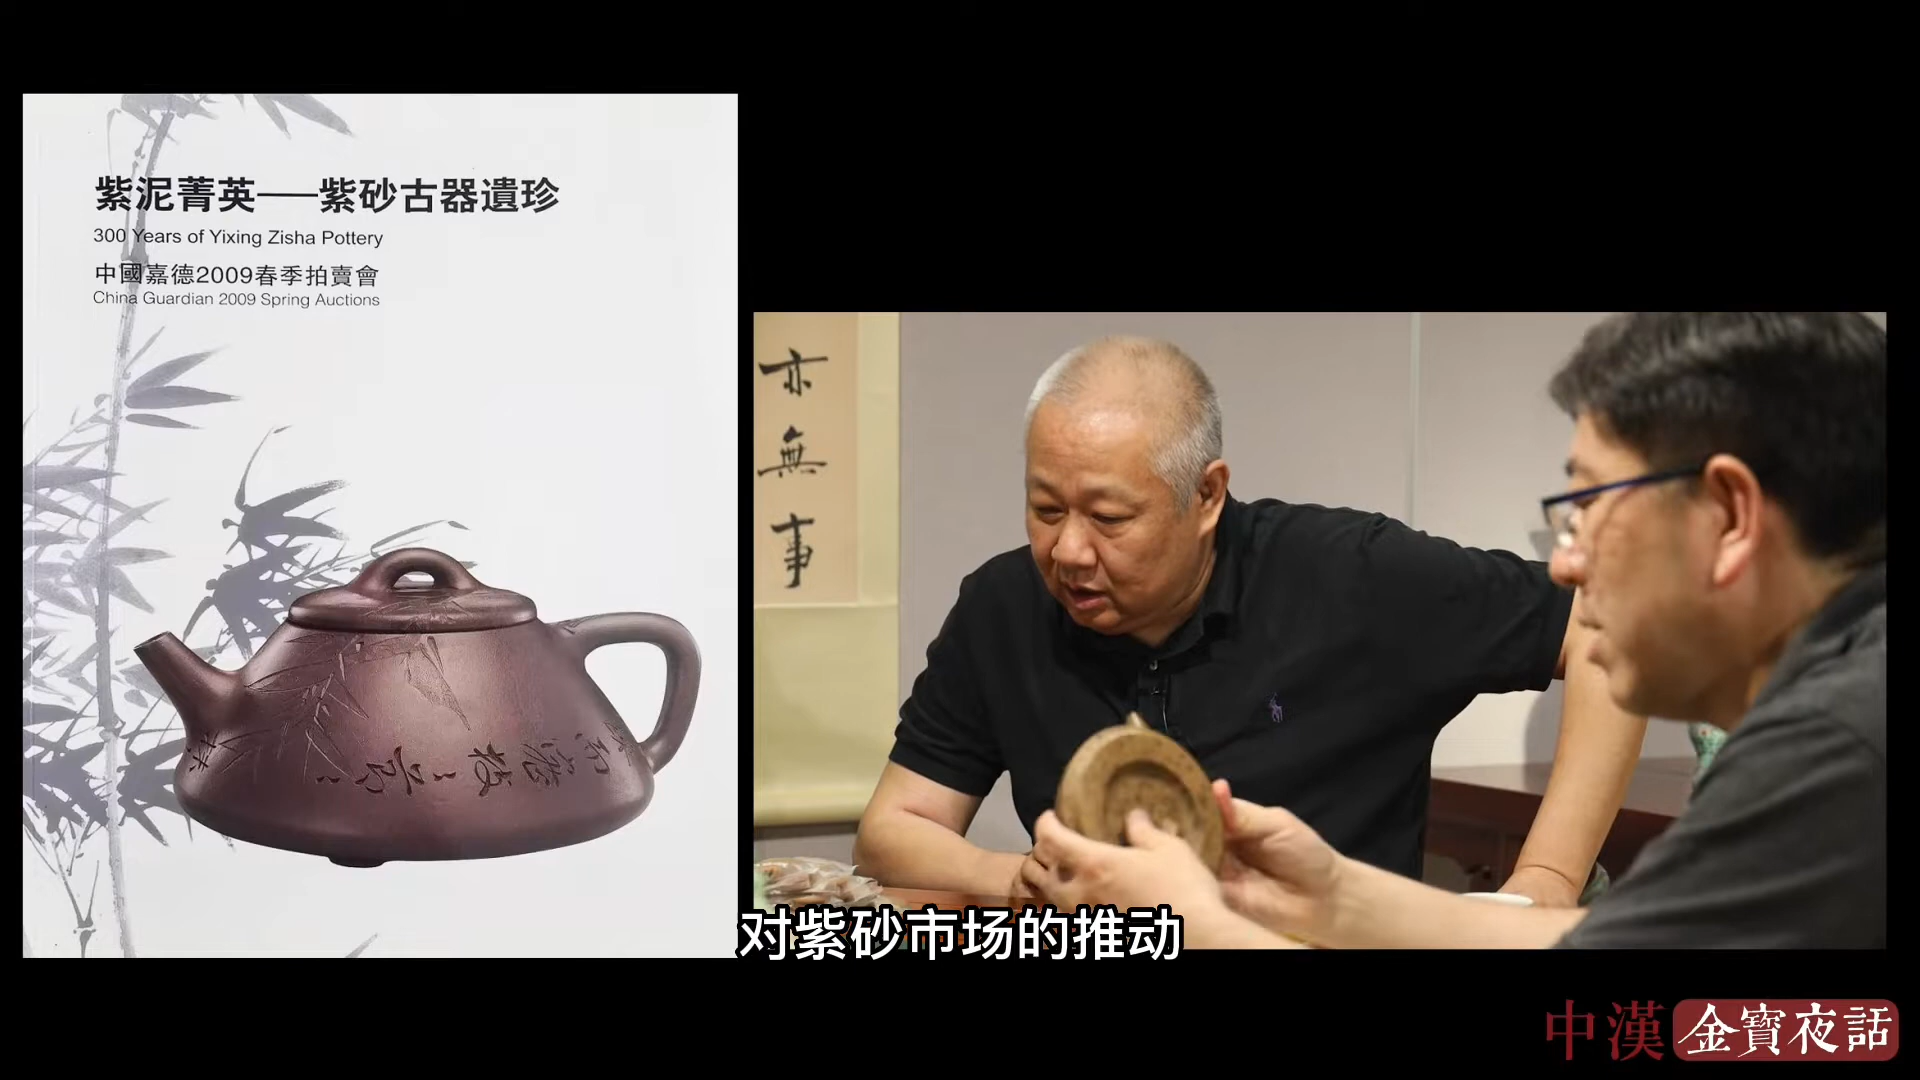 紫泥菁英——紫砂古器遺珍
300 Years of Yixing Zisha Pottery
中國嘉德2009春季拍賣會
China Guardian 2009 Spring Auctions
亦無事
对紫砂市场的推动
中漢 金寶夜話